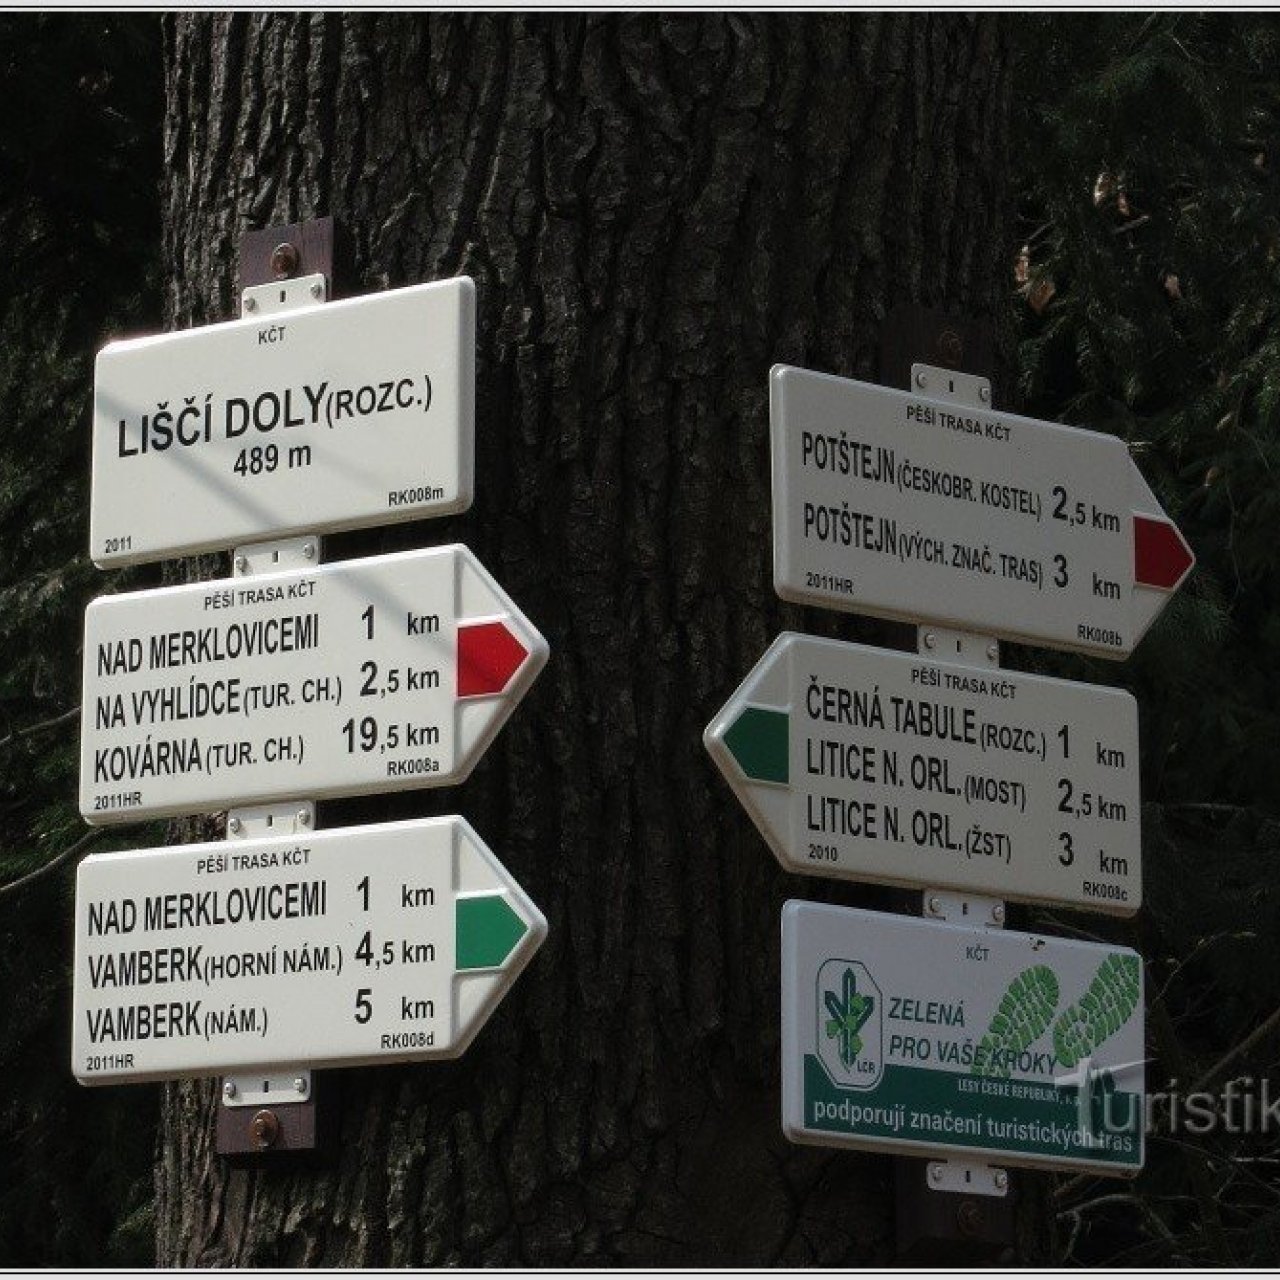 KČT
LIŠČÍ DOLY (ROZC.)
489 m
RK008m
2011
PĚŠÍ TRASA KČT
NAD MERKLOVICEMI 1 km
NA VYHLÍDCE (TUR. CH.) 2,5 km
KOVÁRNA (TUR. CH.) 19,5 km
RK008a
2011HR
PĚŠÍ TRASA KČT
NAD MERKLOVICEMI 1 km
VAMBERK (HORNÍ NÁM.) 4,5 km
VAMBERK (NÁM.) 5 km
RK008d
2011HR
PĚŠÍ TRASA KČT
POTŠTEJN (ČESKOBR. KOSTEL) 2,5 km
POTŠTEJN (VÝCH. ZNAČ. TRAS) 3 km
2011HR
RK008b
PĚŠÍ TRASA KČT
ČERNÁ TABULE (ROZC.) 1 km
LITICE N. ORL. (MOST) 2,5 km
LITICE N. ORL. (ŽST) 3 km
2010
RK008c
KČT
ZELENÁ
PRO VAŠE KROKY
LČR
LESY ČESKÉ REPUBLIKY,
podporují značení turistických tras
Turistik